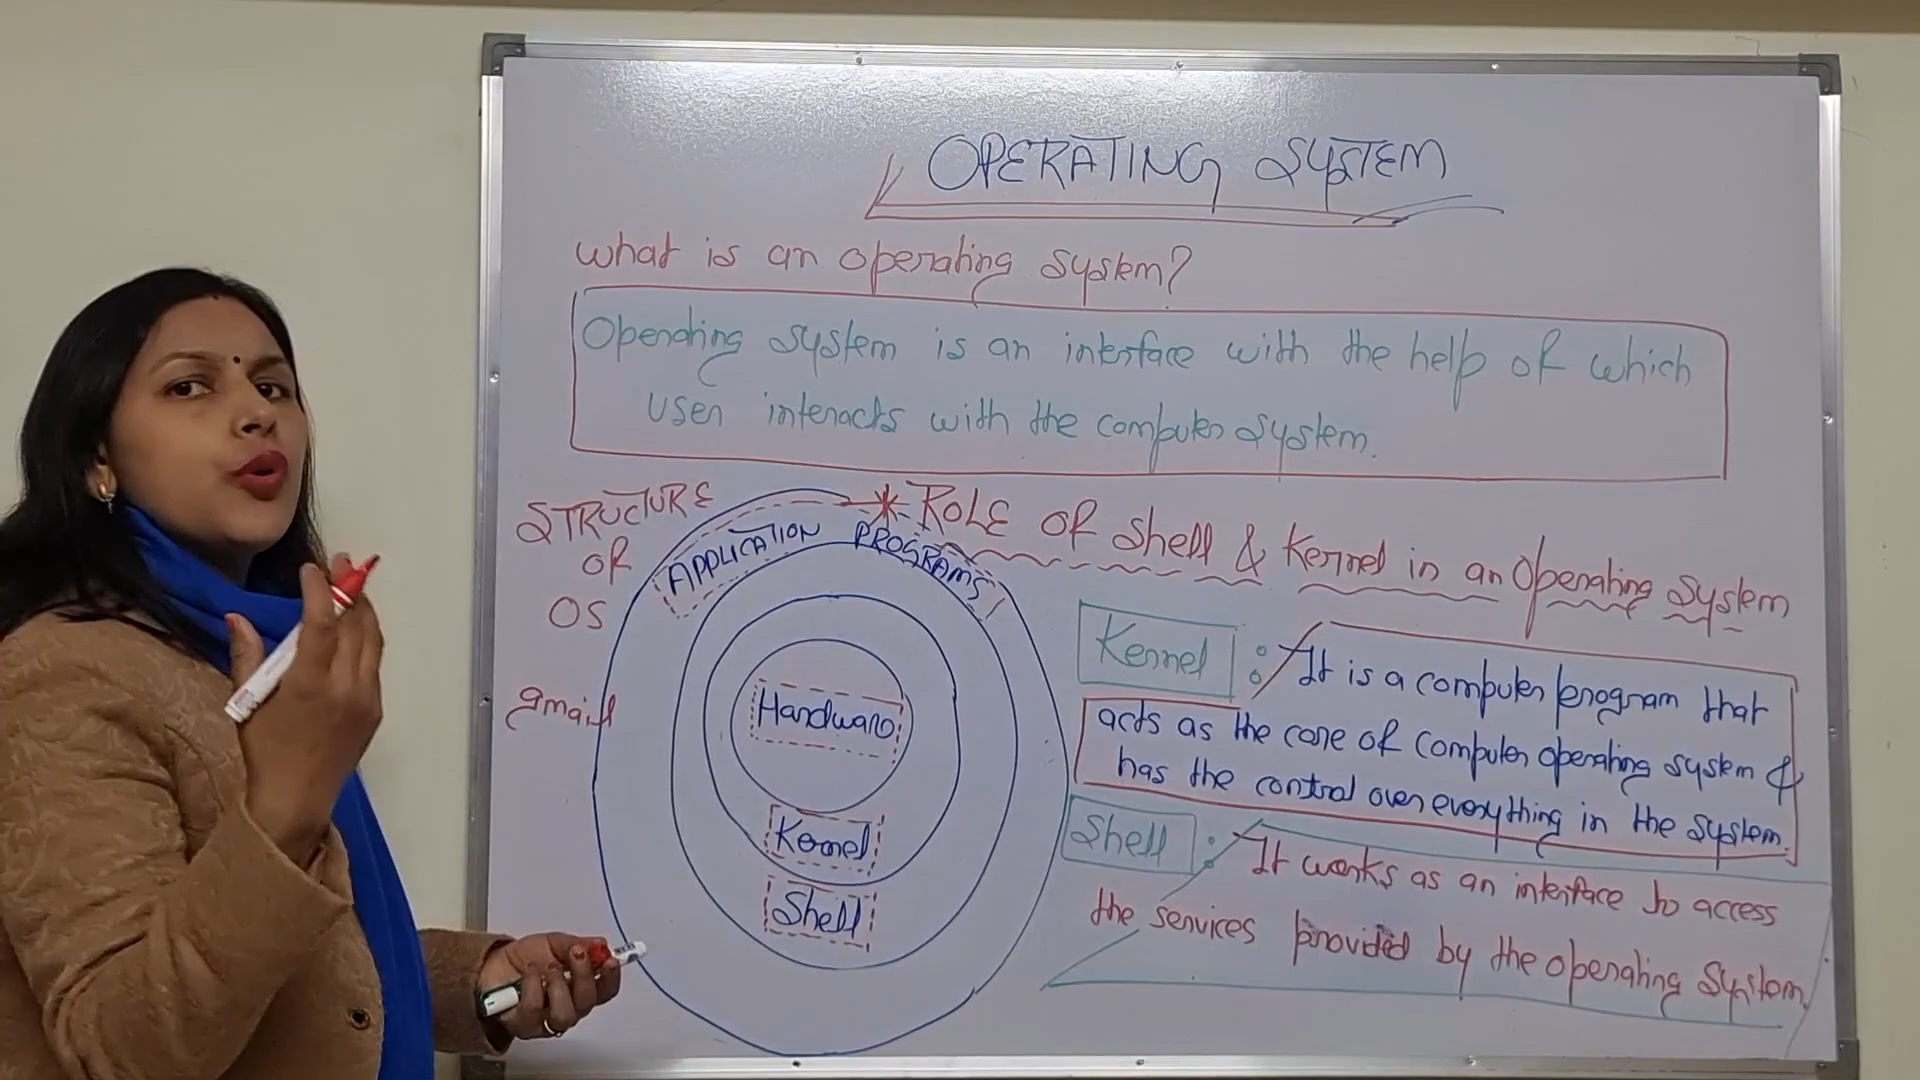 OPERATING SYSTEM
What is an operating system?
Operating system is an interface with the help of which
user interacts with the computer system.
STRUCTURE
OF
OS
gmail
APPLICATION PROGRAMS
Hardware
Kernel
Shell
* ROLE OF Shell & Kernel in an Operating System
Kernel : It is a computer program that
acts as the core of computer operating system &
has the control over everything in the system.
Shell : It works as an interface to access
the services provided by the operating system.